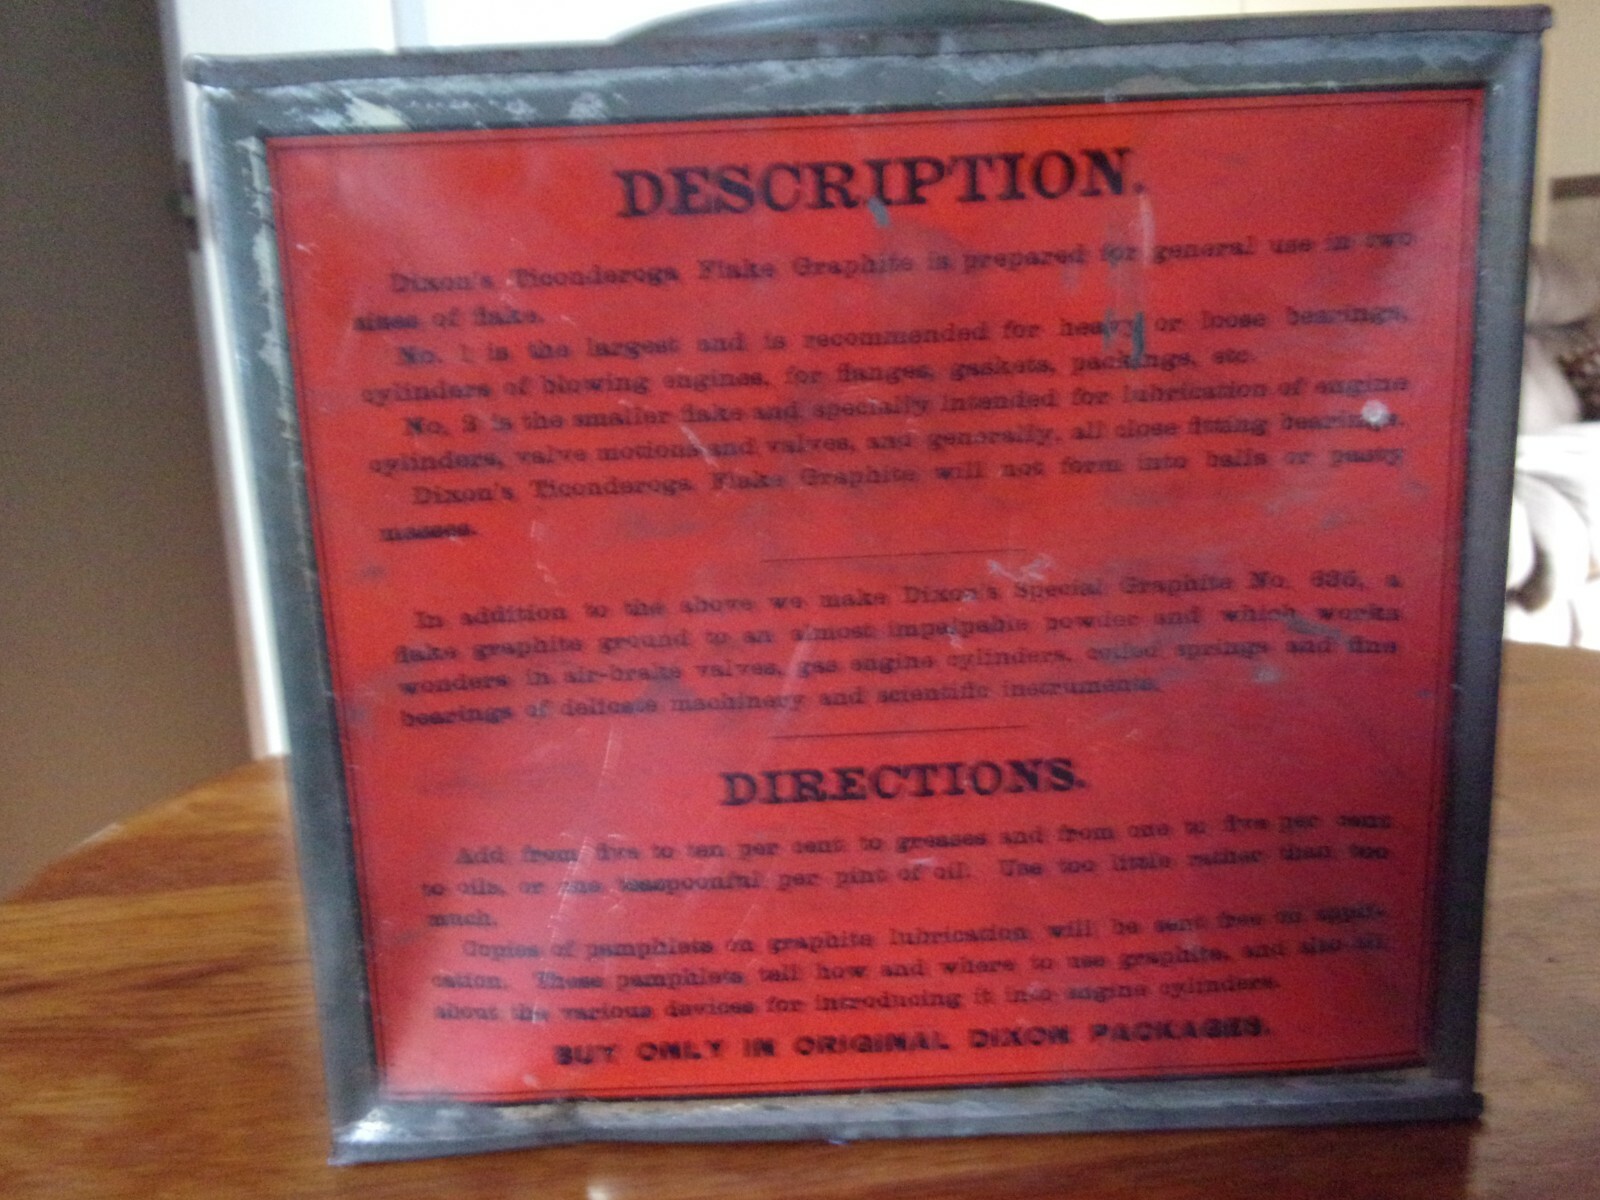 DESCRIPTION.
Dixon's Ticonderoga Flake Graphite is prepared for general use in two
sizes of flake.
No. 1 is the largest and is recommended for heavy or loose bearings,
cylinders of blowing engines, for flanges, gaskets, packings, etc.
No. 2 is the smaller flake and specially intended for lubrication of engine
cylinders, valve motions and valves, and generally, all close fitting bearings.
Dixon's Ticonderoga Flake Graphite will not form into balls or pasty
masses.
In addition to the above we make Dixon's Special Graphite No. 635, a
flake graphite ground to an almost impalpable powder and which works
wonders in air-brake valves, gas engine cylinders, coiled springs and fine
bearings of delicate machinery and scientific instruments.
DIRECTIONS.
Add from five to ten per cent to greases and from one to five per cent
to oils, or one teaspoonful per pint of oil. Use too little rather than too
much.
Copies of pamphlets on graphite lubrication will be sent free on appli-
cation. These pamphlets tell how and where to use graphite, and also all
about the various devices for introducing it into engine cylinders.
BUY ONLY IN ORIGINAL DIXON PACKAGES.